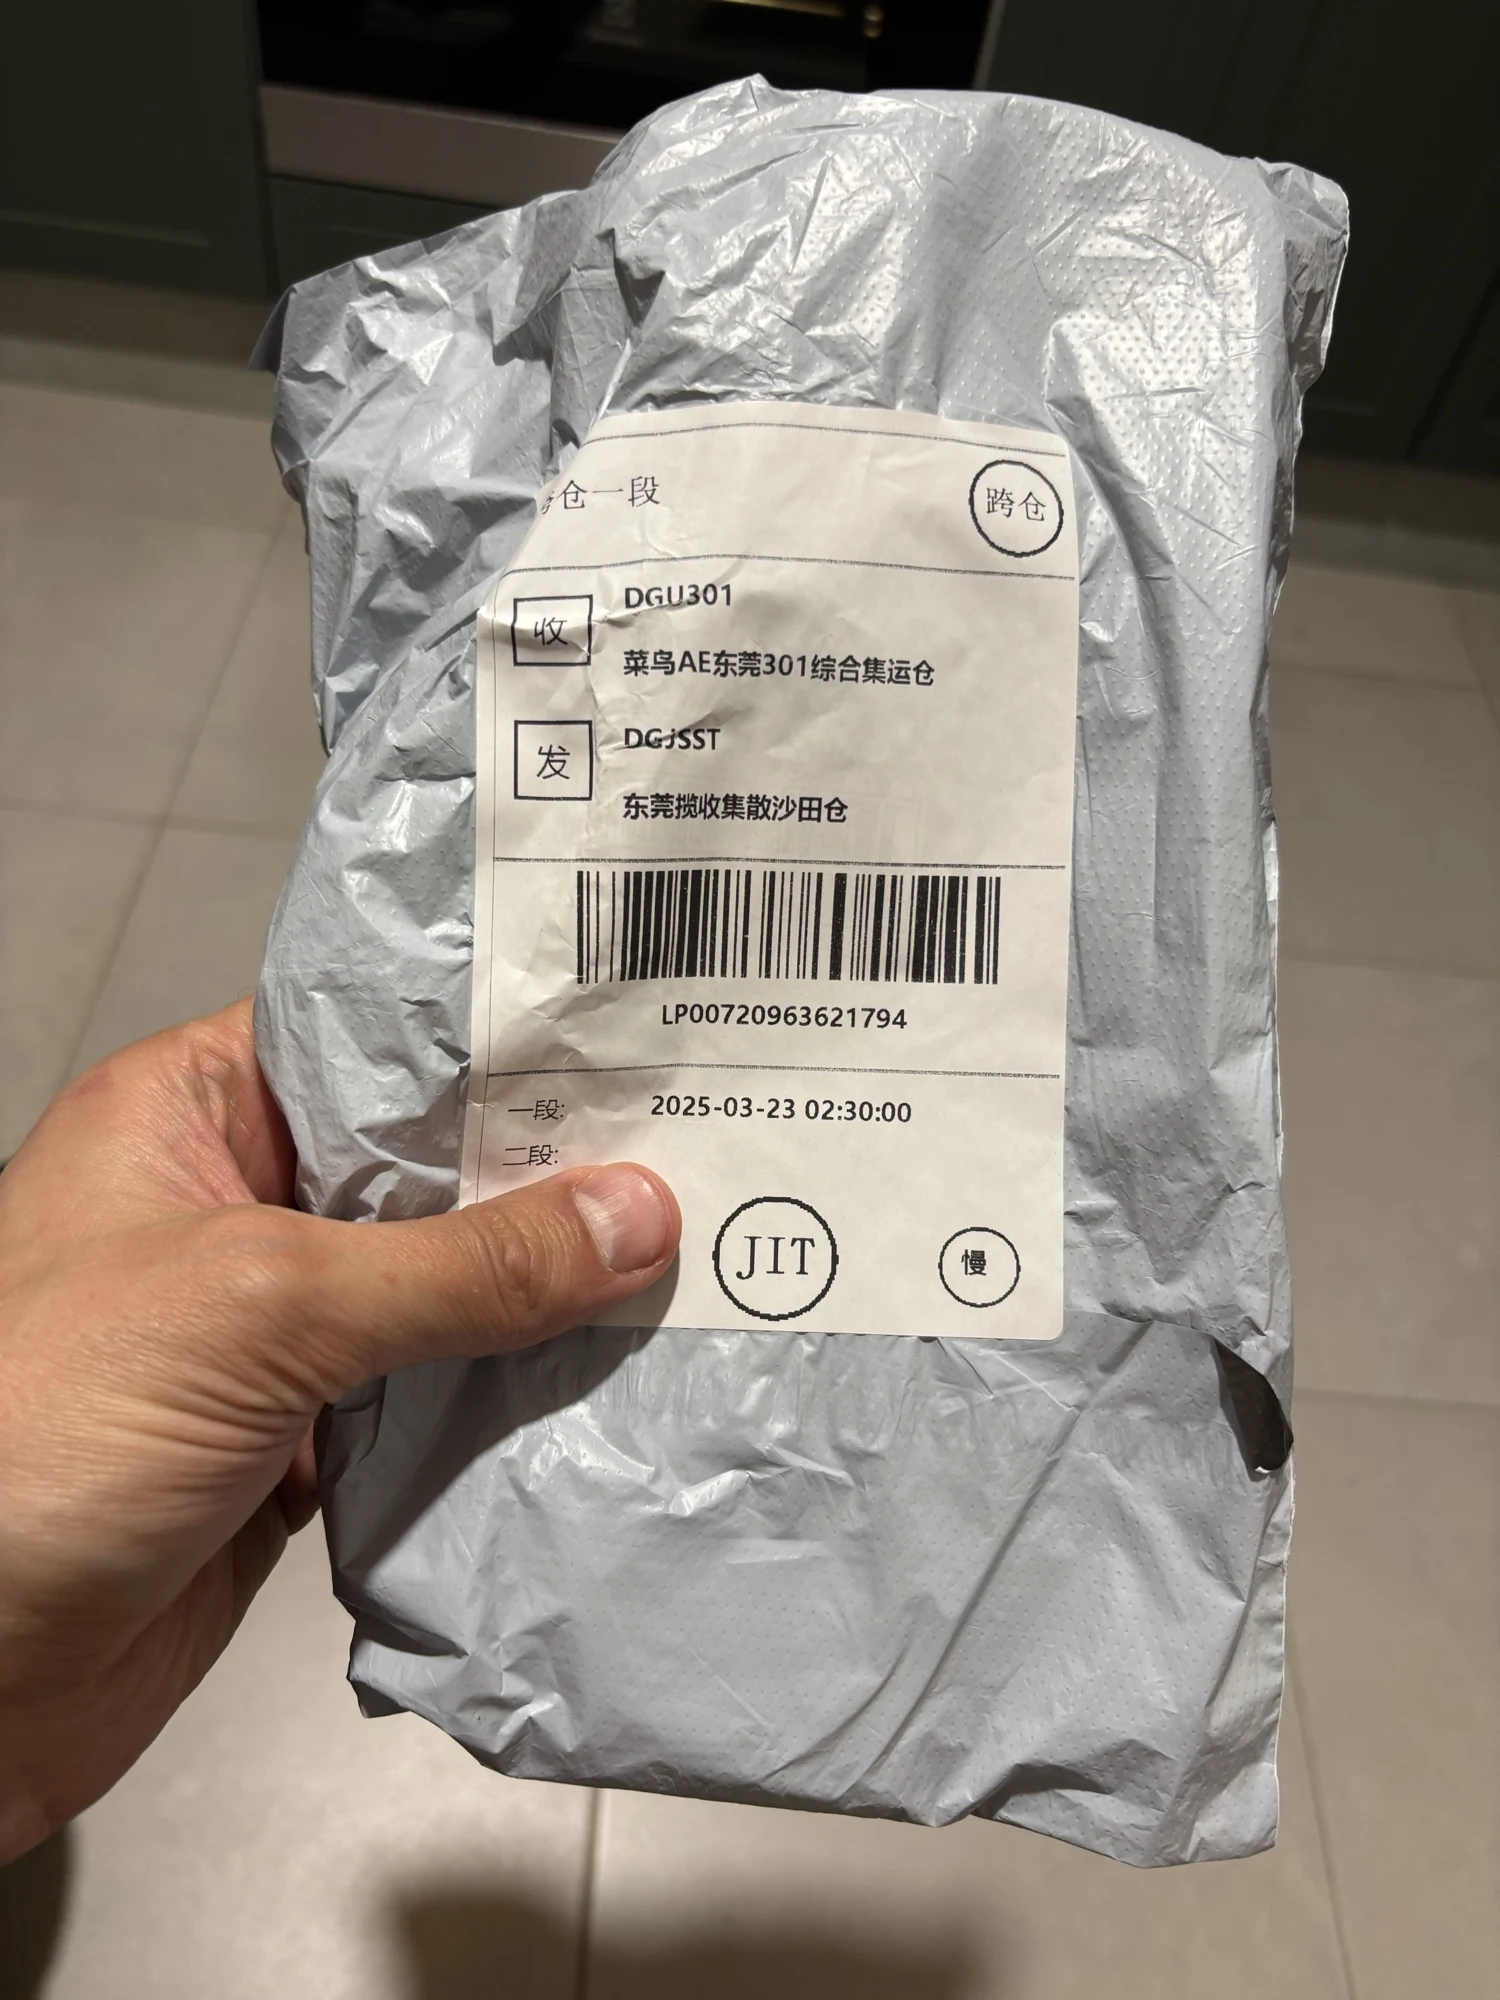 仓一段
跨仓
收
DGU301
菜鸟AE东莞301综合集运仓
发
DGJSST
东莞揽收集散沙田仓
LP00720963621794
一段: 2025-03-23 02:30:00
二段:
JIT
慢